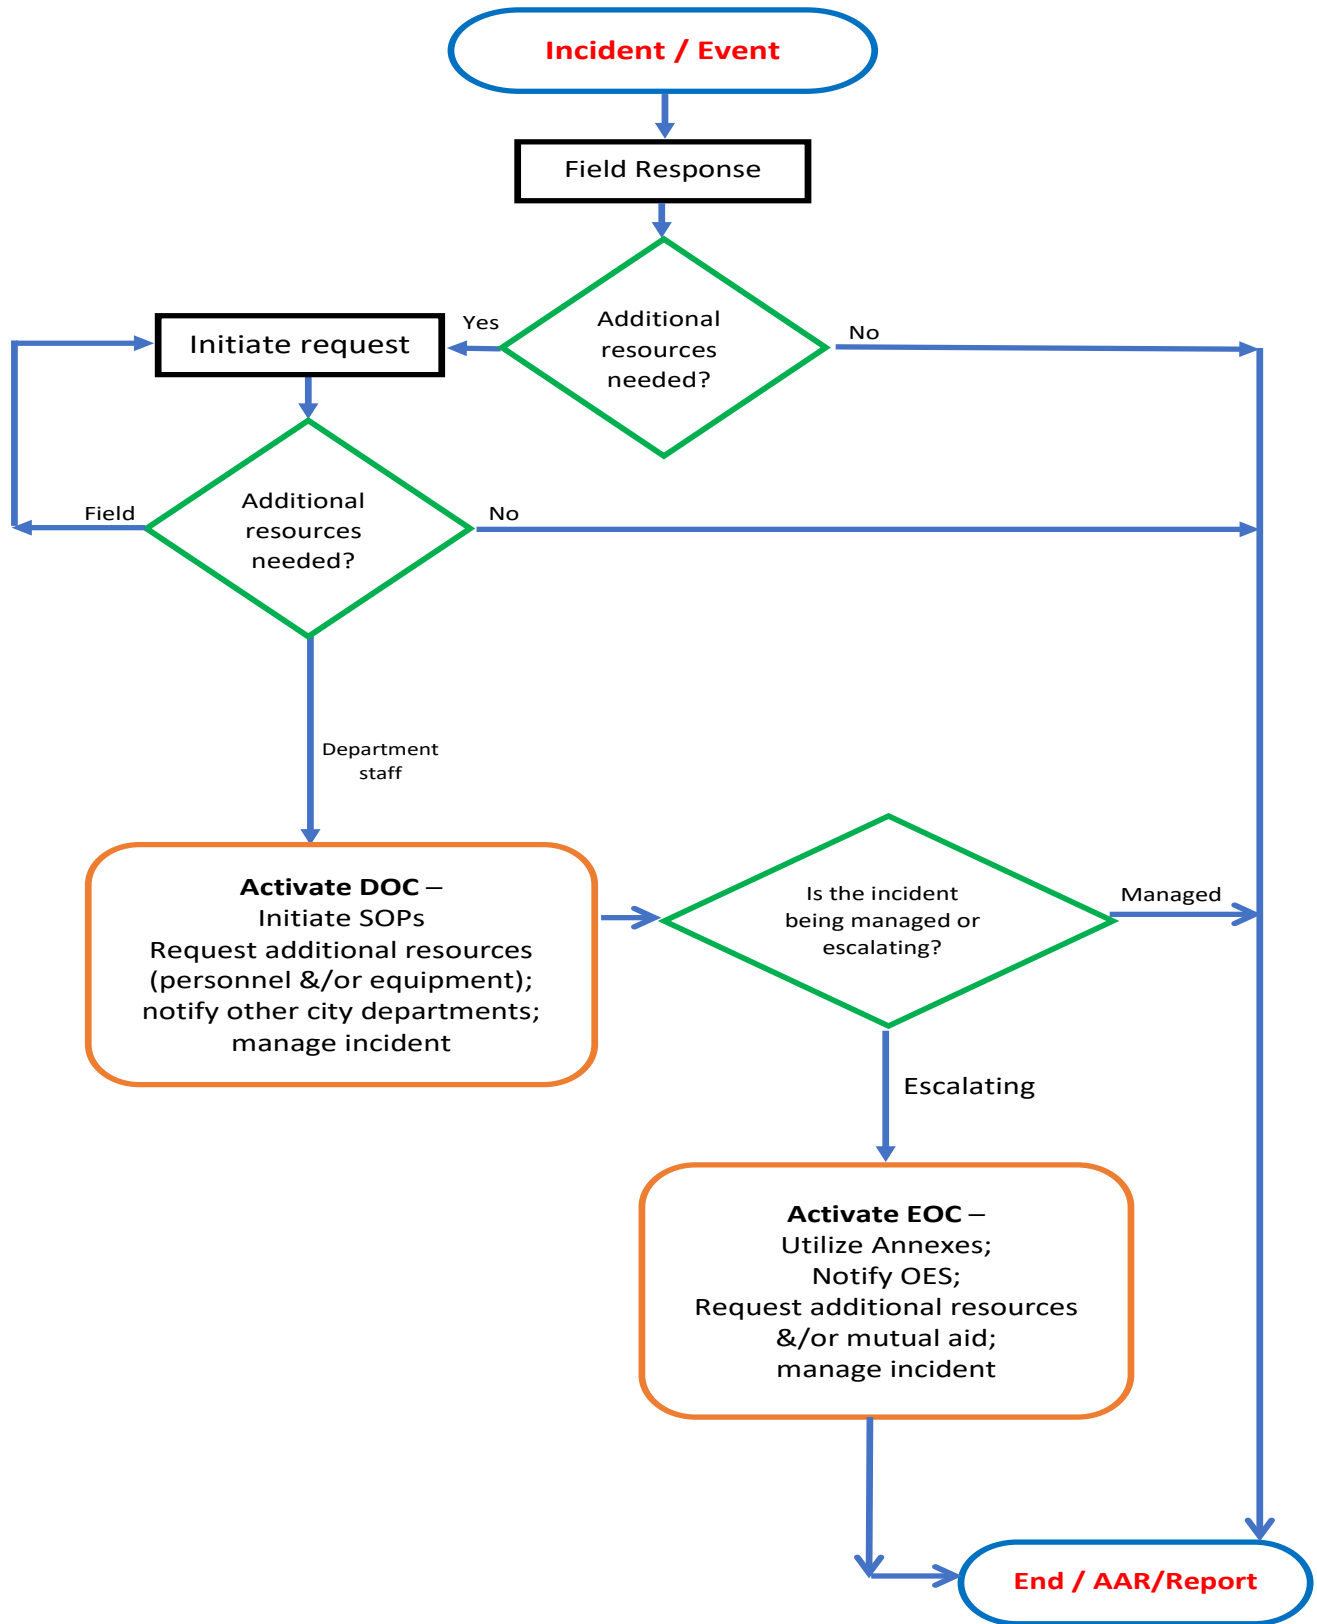 Incident / Event
Field Response
Additional
resources
needed?
Yes
No
Initiate request
Additional
resources
needed?
Field
No
Department
staff
Activate DOC –
Initiate SOPs
Request additional resources
(personnel &/or equipment);
notify other city departments;
manage incident
Is the incident
being managed or
escalating?
Managed
Escalating
Activate EOC –
Utilize Annexes;
Notify OES;
Request additional resources
&/or mutual aid;
manage incident
End / AAR/Report